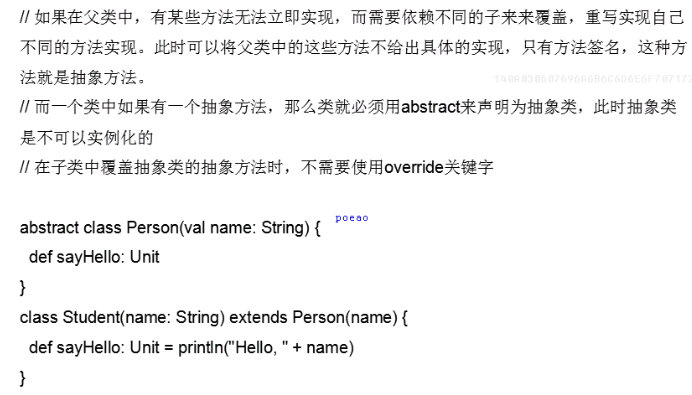 // 如果在父类中，有某些方法无法立即实现，而需要依赖不同的子来来覆盖，重写实现自己
不同的方法实现。此时可以将父类中的这些方法不给出具体的实现，只有方法签名，这种方
法就是抽象方法。
// 而一个类中如果有一个抽象方法，那么类就必须用abstract来声明为抽象类，此时抽象类
是不可以实例化的
// 在子类中覆盖抽象类的抽象方法时，不需要使用override关键字
abstract class Person(val name: String) {
poeao
def sayHello: Unit
}
class Student(name: String) extends Person(name) {
def sayHello: Unit = println("Hello, " + name)
}